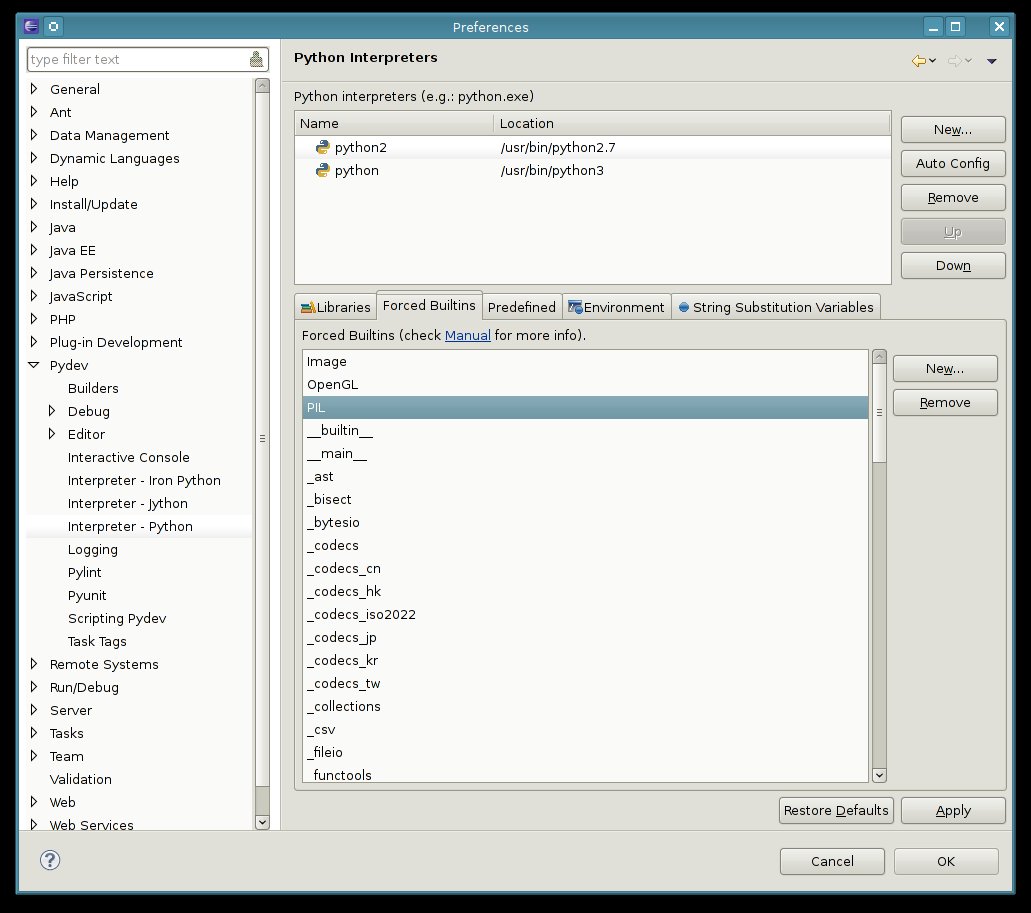 Preferences
type filter text
General
Ant
Data Management
Dynamic Languages
Help
Install/Update
Java
Java EE
Java Persistence
JavaScript
PHP
Plug-in Development
Pydev
Builders
Debug
Editor
Interactive Console
Interpreter - Iron Python
Interpreter - Jython
Interpreter - Python
Logging
Pylint
Pyunit
Scripting Pydev
Task Tags
Remote Systems
Run/Debug
Server
Tasks
Team
Validation
Web
Web Services
Python Interpreters
Python interpreters (e.g.: python.exe)
Name Location
python2 /usr/bin/python2.7
python /usr/bin/python3
New...
Auto Config
Remove
Up
Down
Libraries Forced Builtins Predefined Environment String Substitution Variables
Forced Builtins (check Manual for more info).
Image
OpenGL
PIL
__builtin__
__main__
_ast
_bisect
_bytesio
_codecs
_codecs_cn
_codecs_hk
_codecs_iso2022
_codecs_jp
_codecs_kr
_codecs_tw
_collections
_csv
_fileio
_functools
New...
Remove
Restore Defaults Apply
? Cancel OK